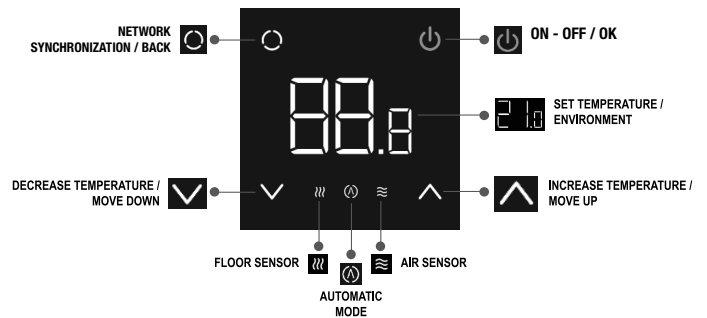 NETWORK
SYNCHRONIZATION / BACK
ON - OFF / OK
88.8
21.0
SET TEMPERATURE /
ENVIRONMENT
DECREASE TEMPERATURE /
MOVE DOWN
INCREASE TEMPERATURE /
MOVE UP
FLOOR SENSOR
AIR SENSOR
AUTOMATIC
MODE